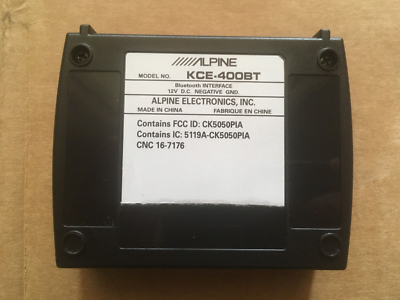 ALPINE
MODEL NO. KCE-400BT
Bluetooth INTERFACE
12V D.C. NEGATIVE GND.
ALPINE ELECTRONICS, INC.
MADE IN CHINA FABRIQUE EN CHINE
Contains FCC ID: CK5050PIA
Contains IC: 5119A-CK5050PIA
CNC 16-7176